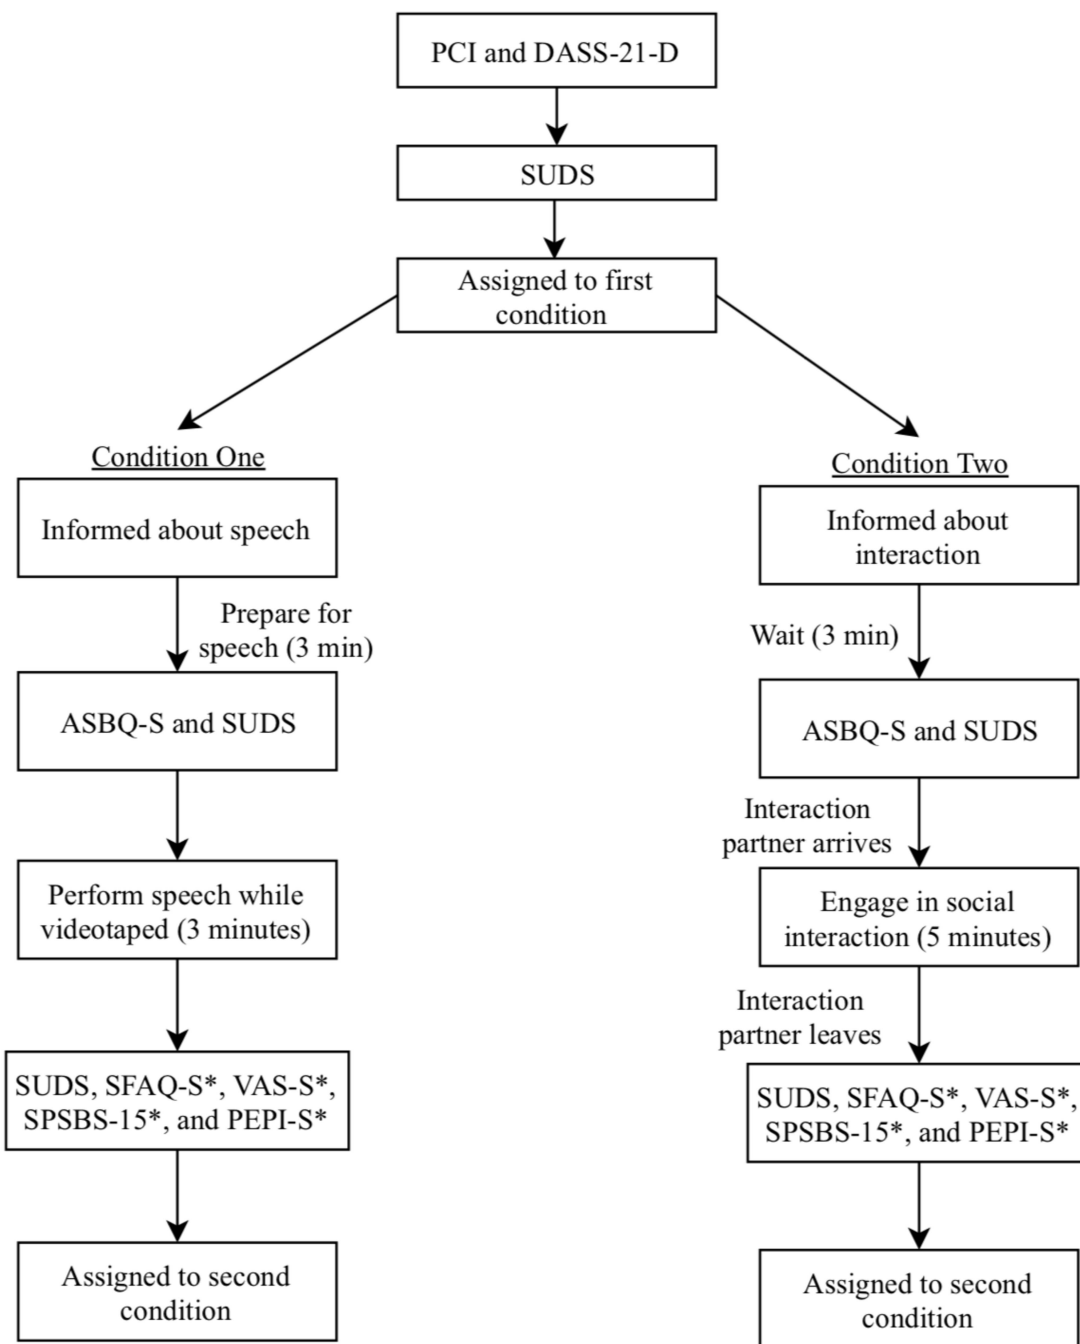 PCI and DASS-21-D
SUDS
Assigned to first
condition
Condition One
Informed about speech
Prepare for
speech (3 min)
ASBQ-S and SUDS
Perform speech while
videotaped (3 minutes)
SUDS, SFAQ-S*, VAS-S*,
SPSBS-15*, and PEPI-S*
Assigned to second
condition
Condition Two
Informed about
interaction
Wait (3 min)
ASBQ-S and SUDS
Interaction
partner arrives
Engage in social
interaction (5 minutes)
Interaction
partner leaves
SUDS, SFAQ-S*, VAS-S*,
SPSBS-15*, and PEPI-S*
Assigned to second
condition